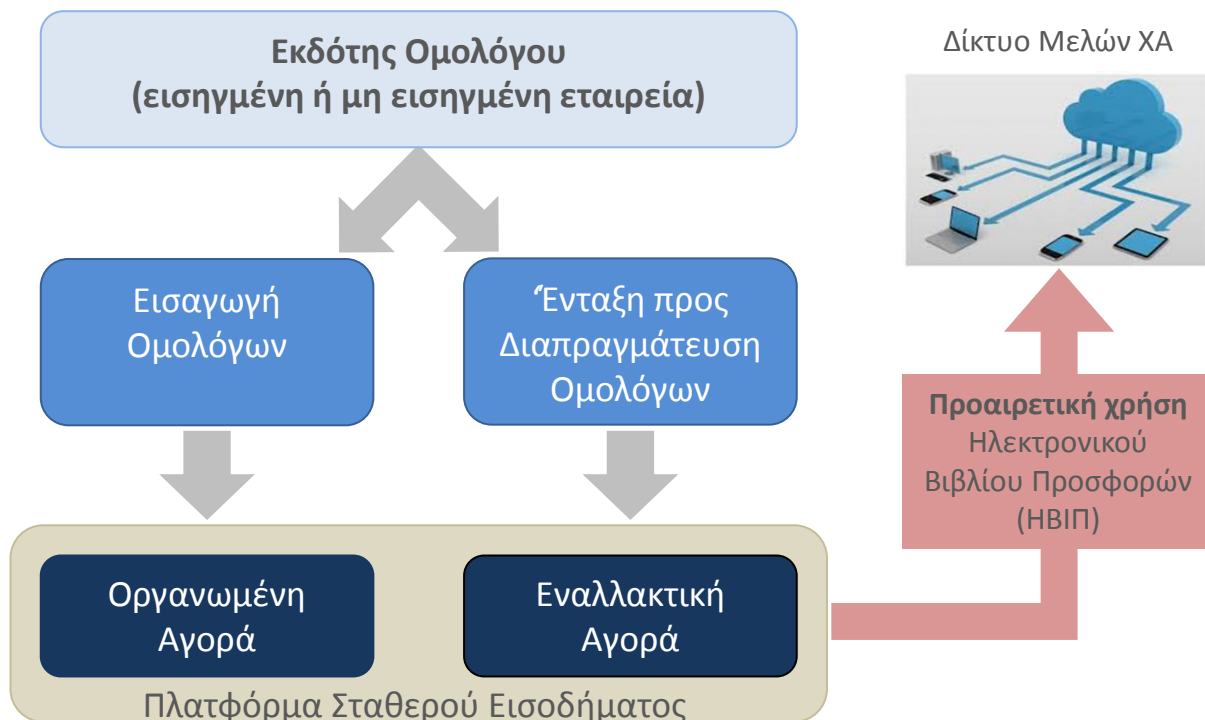 Εκδότης Ομολόγου
(εισηγμένη ή μη εισηγμένη εταιρεία)
Δίκτυο Μελών ΧΑ
Εισαγωγή
Ομολόγων
‘Ένταξη προς
Διαπραγμάτευση
Ομολόγων
Προαιρετική χρήση
Ηλεκτρονικού
Βιβλίου Προσφορών
(ΗΒΙΠ)
Οργανωμένη
Αγορά
Εναλλακτική
Αγορά
Πλατφόρμα Σταθερού Εισοδήματος